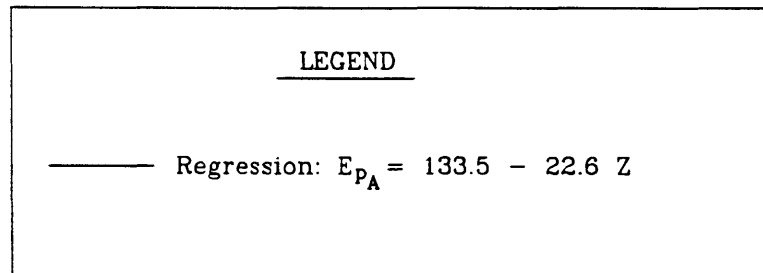 LEGEND
Regression: E_{p_A} = 133.5 - 22.6 Z